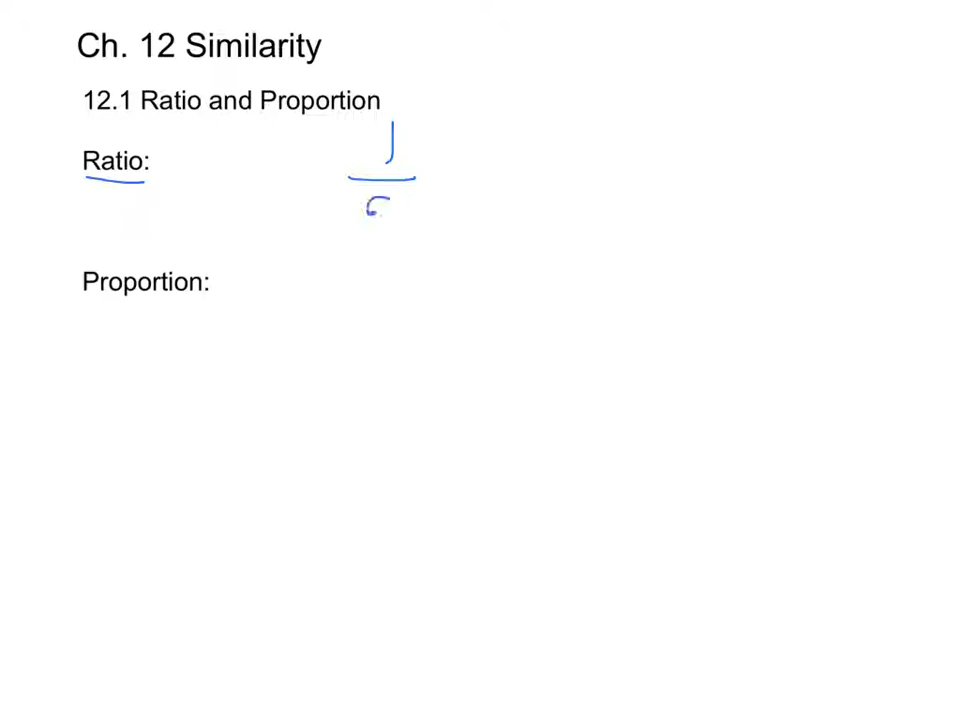 Ch. 12 Similarity
12.1 Ratio and Proportion
Ratio:
Proportion: